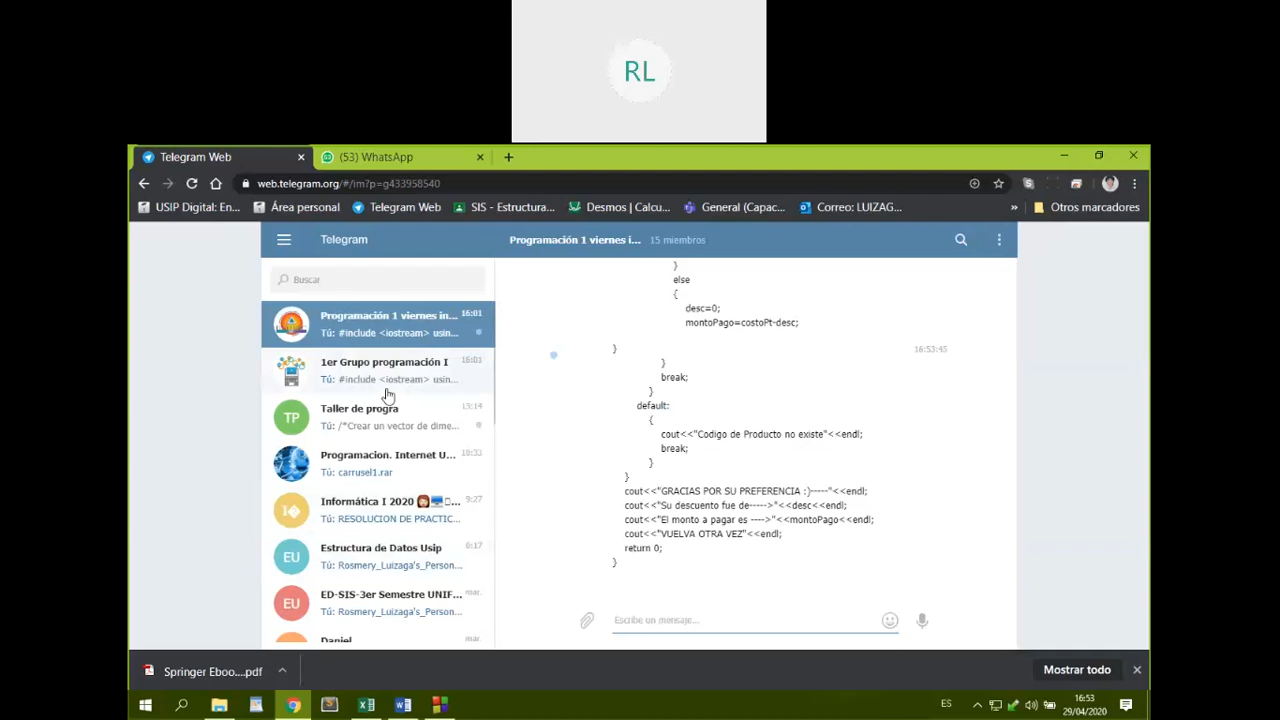 RL
Telegram Web
(53) WhatsApp
web.telegram.org/#/im?p=g433958540
USIP Digital: En...
Área personal
Telegram Web
SIS - Estructura...
Desmos | Calcu...
General (Capac...
Correo: LUIZAG...
»
Otros marcadores
Telegram
Programación 1 viernes i...
15 miembros
Buscar
Programación 1 viernes in...
16:01
Tú: #include <iostream> usin...
1er Grupo programación I
16:03
Tú: #include <iostream> usin...
TP
Taller de progra
15:14
Tú: /*Crear un vector de dime...
Programacion. Internet U...
10:33
Tú: carrusel1.rar
Informática I 2020
9:27
Tú: RESOLUCION DE PRACTIC...
EU
Estructura de Datos Usip
0:17
Tú: Rosmery_Luizaga's_Person...
EU
ED-SIS-3er Semestre UNIF...
mar.
Tú: Rosmery_Luizaga's_Person...
Daniel
mar.
}
else
{
desc=0;
montoPago=costoPt-desc;
}
16:53:45
}
break;
}
default:
{
cout<<"Codigo de Producto no existe"<<endl;
break;
}
}
cout<<"GRACIAS POR SU PREFERENCIA :)-----"<<endl;
cout<<"Su descuento fue de----->"<<desc<<endl;
cout<<"El monto a pagar es ---->"<<montoPago<<endl;
cout<<"VUELVA OTRA VEZ"<<endl;
return 0;
}
Escribe un mensaje...
Springer Eboo....pdf
Mostrar todo
ES
16:53
29/04/2020